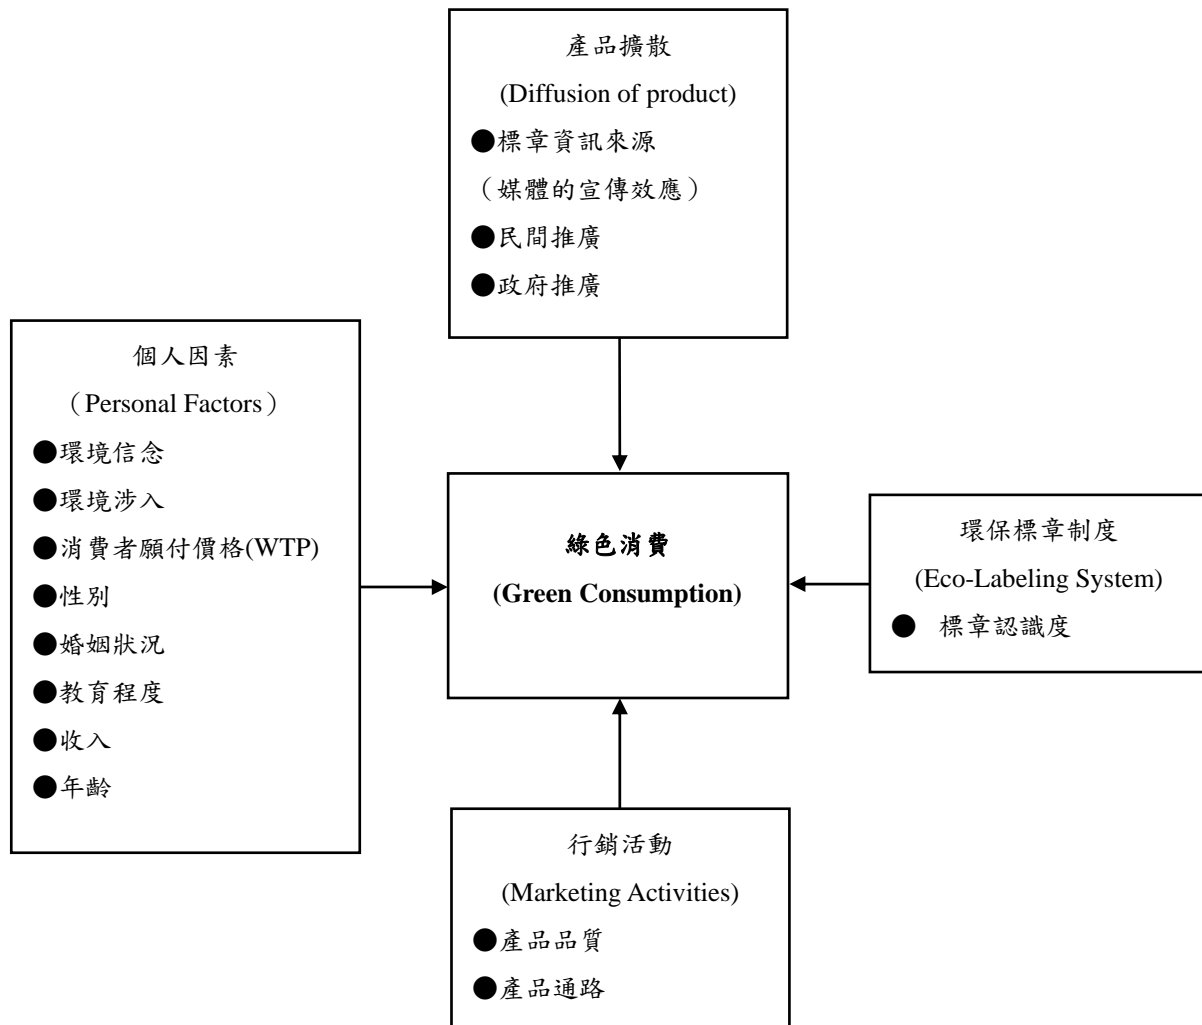 產品擴散
(Diffusion of product)
●標章資訊來源
（媒體的宣傳效應）
●民間推廣
●政府推廣
個人因素
（Personal Factors）
●環境信念
●環境涉入
●消費者願付價格(WTP)
●性別
●婚姻狀況
●教育程度
●收入
●年齡
綠色消費
(Green Consumption)
環保標章制度
(Eco-Labeling System)
● 標章認識度
行銷活動
(Marketing Activities)
●產品品質
●產品通路